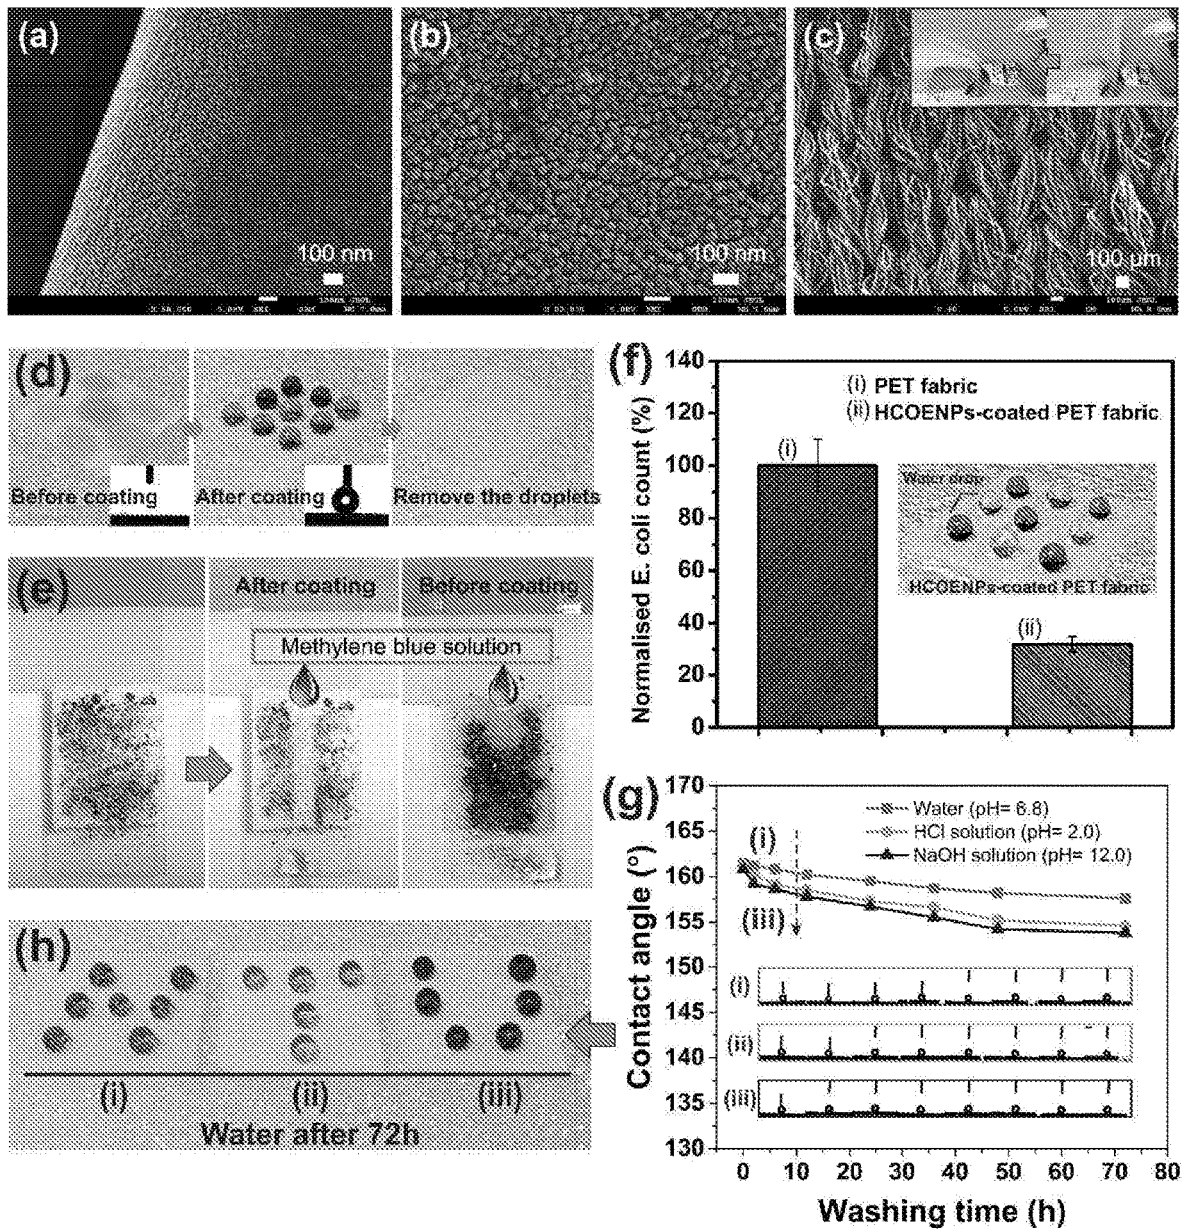 (a)
100 nm
(b)
100 nm
(c)
100 μm
(d)
Before coating
After coating
Remove the droplets
(e)
After coating
Before coating
Methylene blue solution
(f)
Normalised E. coli count (%)
140
120
100
80
60
40
20
0
(i) PET fabric
(ii) HCOENPs-coated PET fabric
(i)
(ii)
Water drop
HCOENPs-coated PET fabric
(g)
Contact angle (°)
170
165
160
155
150
145
140
135
130
Water (pH= 6.8)
HCl solution (pH= 2.0)
NaOH solution (pH= 12.0)
(i)
(iii)
(i)
(ii)
(iii)
0 10 20 30 40 50 60 70 80
Washing time (h)
(h)
(i)
(ii)
(iii)
Water after 72h